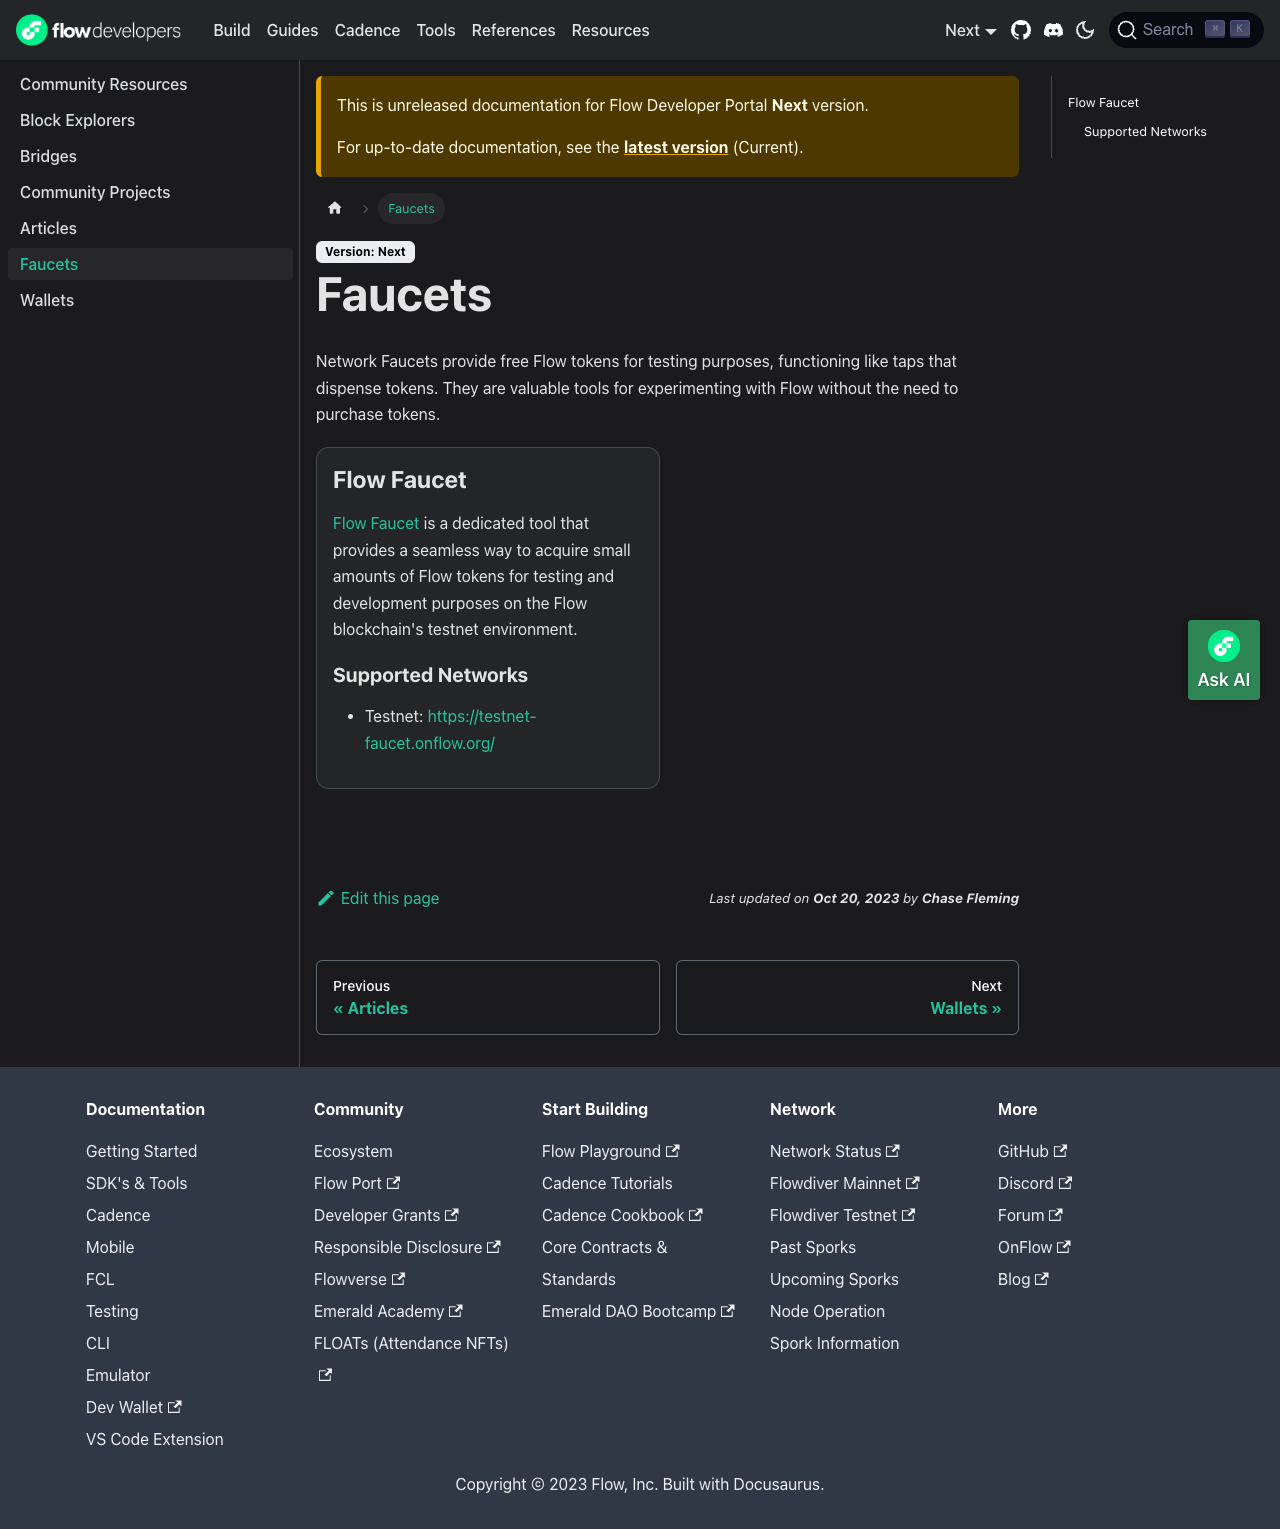 flowdevelopers
Build Guides Cadence Tools References Resources
Next
Search ⌘ K
Community Resources
Block Explorers
Bridges
Community Projects
Articles
Faucets
Wallets
This is unreleased documentation for Flow Developer Portal Next version.
For up-to-date documentation, see the latest version (Current).
Flow Faucet
Supported Networks
Faucets
Version: Next
Faucets
Network Faucets provide free Flow tokens for testing purposes, functioning like taps that
dispense tokens. They are valuable tools for experimenting with Flow without the need to
purchase tokens.
Flow Faucet
Flow Faucet is a dedicated tool that
provides a seamless way to acquire small
amounts of Flow tokens for testing and
development purposes on the Flow
blockchain's testnet environment.
Supported Networks
• Testnet: https://testnet-
faucet.onflow.org/
Ask AI
Edit this page
Last updated on Oct 20, 2023 by Chase Fleming
Previous
« Articles
Next
Wallets »
Documentation
Getting Started
SDK's & Tools
Cadence
Mobile
FCL
Testing
CLI
Emulator
Dev Wallet
VS Code Extension
Community
Ecosystem
Flow Port
Developer Grants
Responsible Disclosure
Flowverse
Emerald Academy
FLOATs (Attendance NFTs)
Start Building
Flow Playground
Cadence Tutorials
Cadence Cookbook
Core Contracts &
Standards
Emerald DAO Bootcamp
Network
Network Status
Flowdiver Mainnet
Flowdiver Testnet
Past Sporks
Upcoming Sporks
Node Operation
Spork Information
More
GitHub
Discord
Forum
OnFlow
Blog
Copyright © 2023 Flow, Inc. Built with Docusaurus.